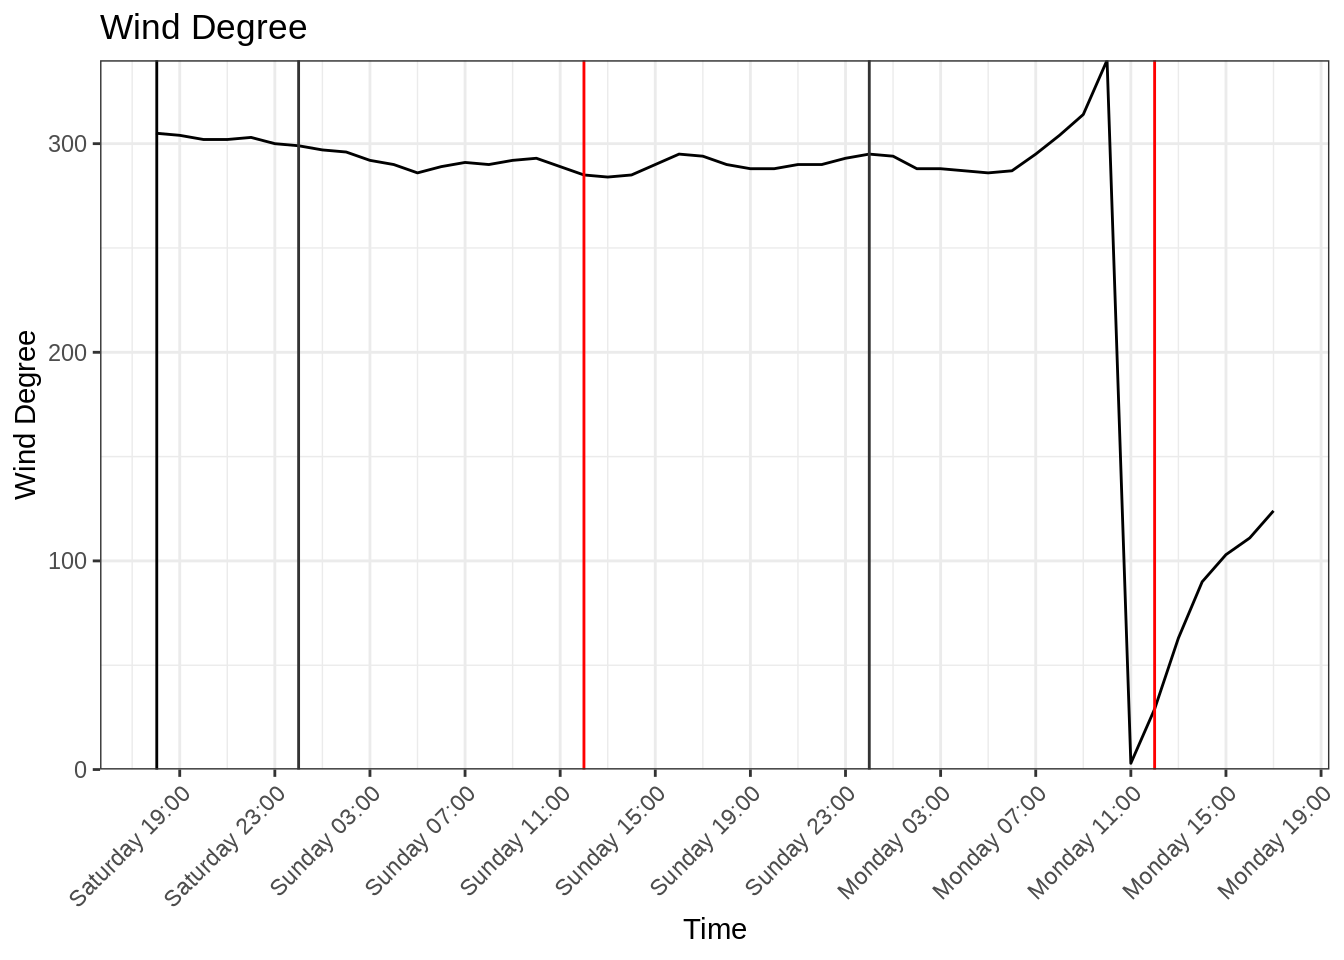 Wind Degree
Wind Degree
300
200
100
0
Saturday 19:00
Saturday 23:00
Sunday 03:00
Sunday 07:00
Sunday 11:00
Sunday 15:00
Sunday 19:00
Sunday 23:00
Monday 03:00
Monday 07:00
Monday 11:00
Monday 15:00
Monday 19:00
Time